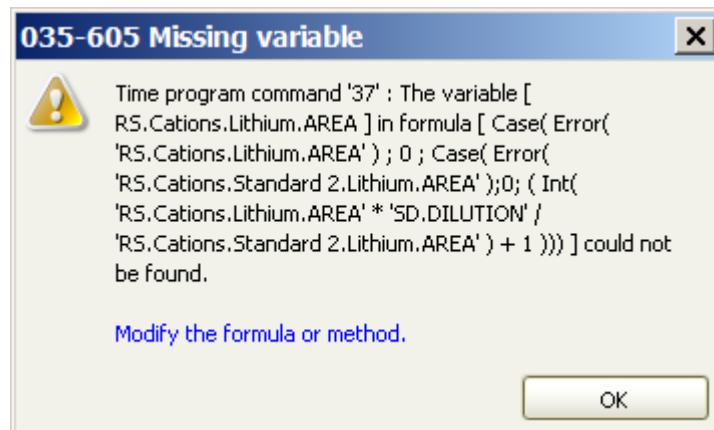 035-605 Missing variable
Time program command '37' : The variable [
RS.Cations.Lithium.AREA ] in formula [ Case( Error(
'RS.Cations.Lithium.AREA' ) ; 0 ; Case( Error(
'RS.Cations.Standard 2.Lithium.AREA' );0; ( Int(
'RS.Cations.Lithium.AREA' * 'SD.DILUTION' /
'RS.Cations.Standard 2.Lithium.AREA' ) + 1 ))) ] could not
be found.
Modify the formula or method.
OK